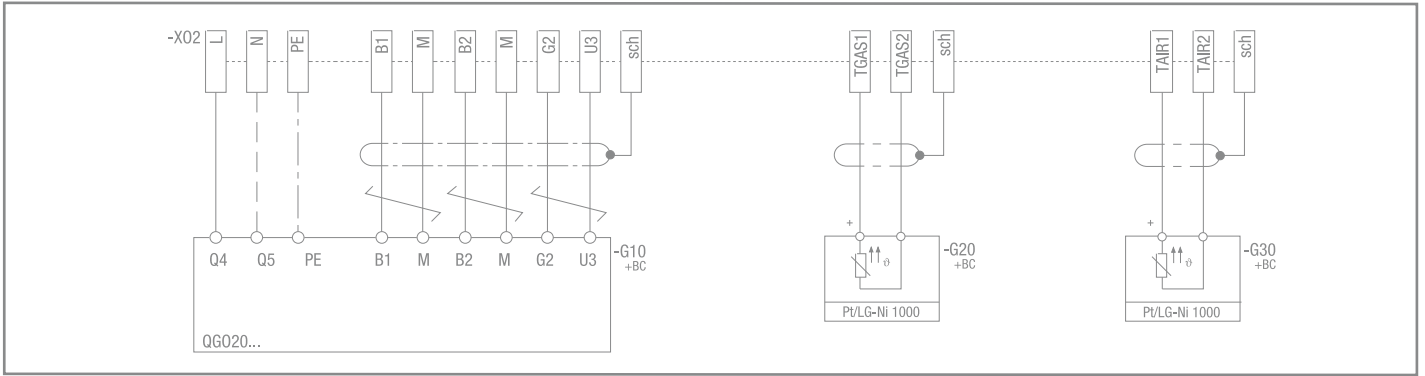 -XO2 L N PE B1 M B2 M G2 U3 sch TGAS1 TGAS2 sch TAIR1 TAIR2 sch
+ +
Q4 Q5 PE B1 M B2 M G2 U3 -G10 -G20 -G30
+BC +BC +BC
ϑ ϑ
Pt/LG-Ni 1000 Pt/LG-Ni 1000
QGO20...